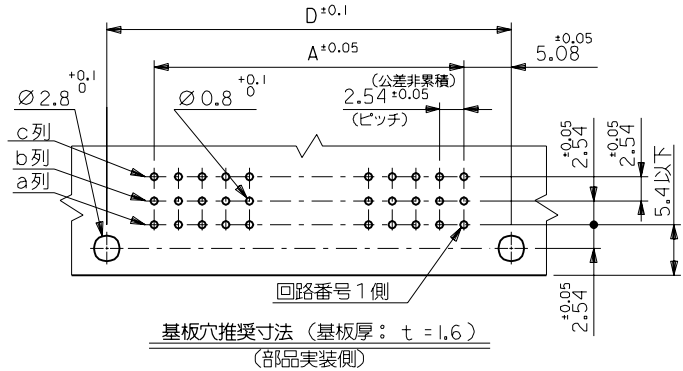 D±0.1
A±0.05
5.08±0.05
(公差非累積)
2.54±0.05
(ピッチ)
Ø2.8 +0.1 0
Ø0.8 +0.1 0
c列
b列
a列
2.54±0.05
2.54±0.05
5.4以下
2.54±0.05
回路番号1側
基板穴推奨寸法 (基板厚: t=1.6)
(部品実装側)